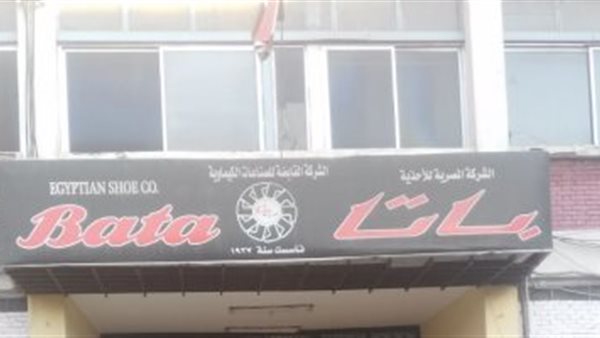 الشركة القابضة للصناعات الكيماوية
الشركة المصرية للأحذية
EGYPTIAN SHOE CO.
Bata
باتا
تأسست سنة ١٩٢٧